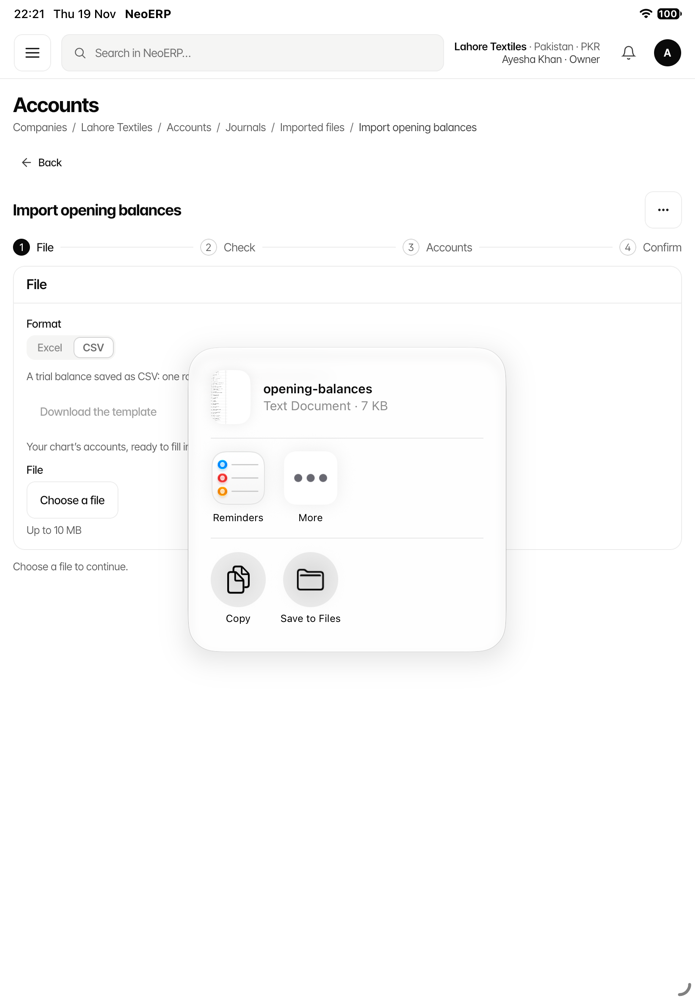 22:21 Thu 19 Nov NeoERP
100
Search in NeoERP...
Lahore Textiles · Pakistan · PKR
Ayesha Khan · Owner
A
Accounts
Companies / Lahore Textiles / Accounts / Journals / Imported files / Import opening balances
Back
Import opening balances
1 File
2 Check
3 Accounts
4 Confirm
File
Format
Excel
CSV
A trial balance saved as CSV: one
Download the template
Your chart's accounts, ready to fill
File
Choose a file
Up to 10 MB
Choose a file to continue.
opening-balances
Text Document · 7 KB
Reminders
More
Copy
Save to Files